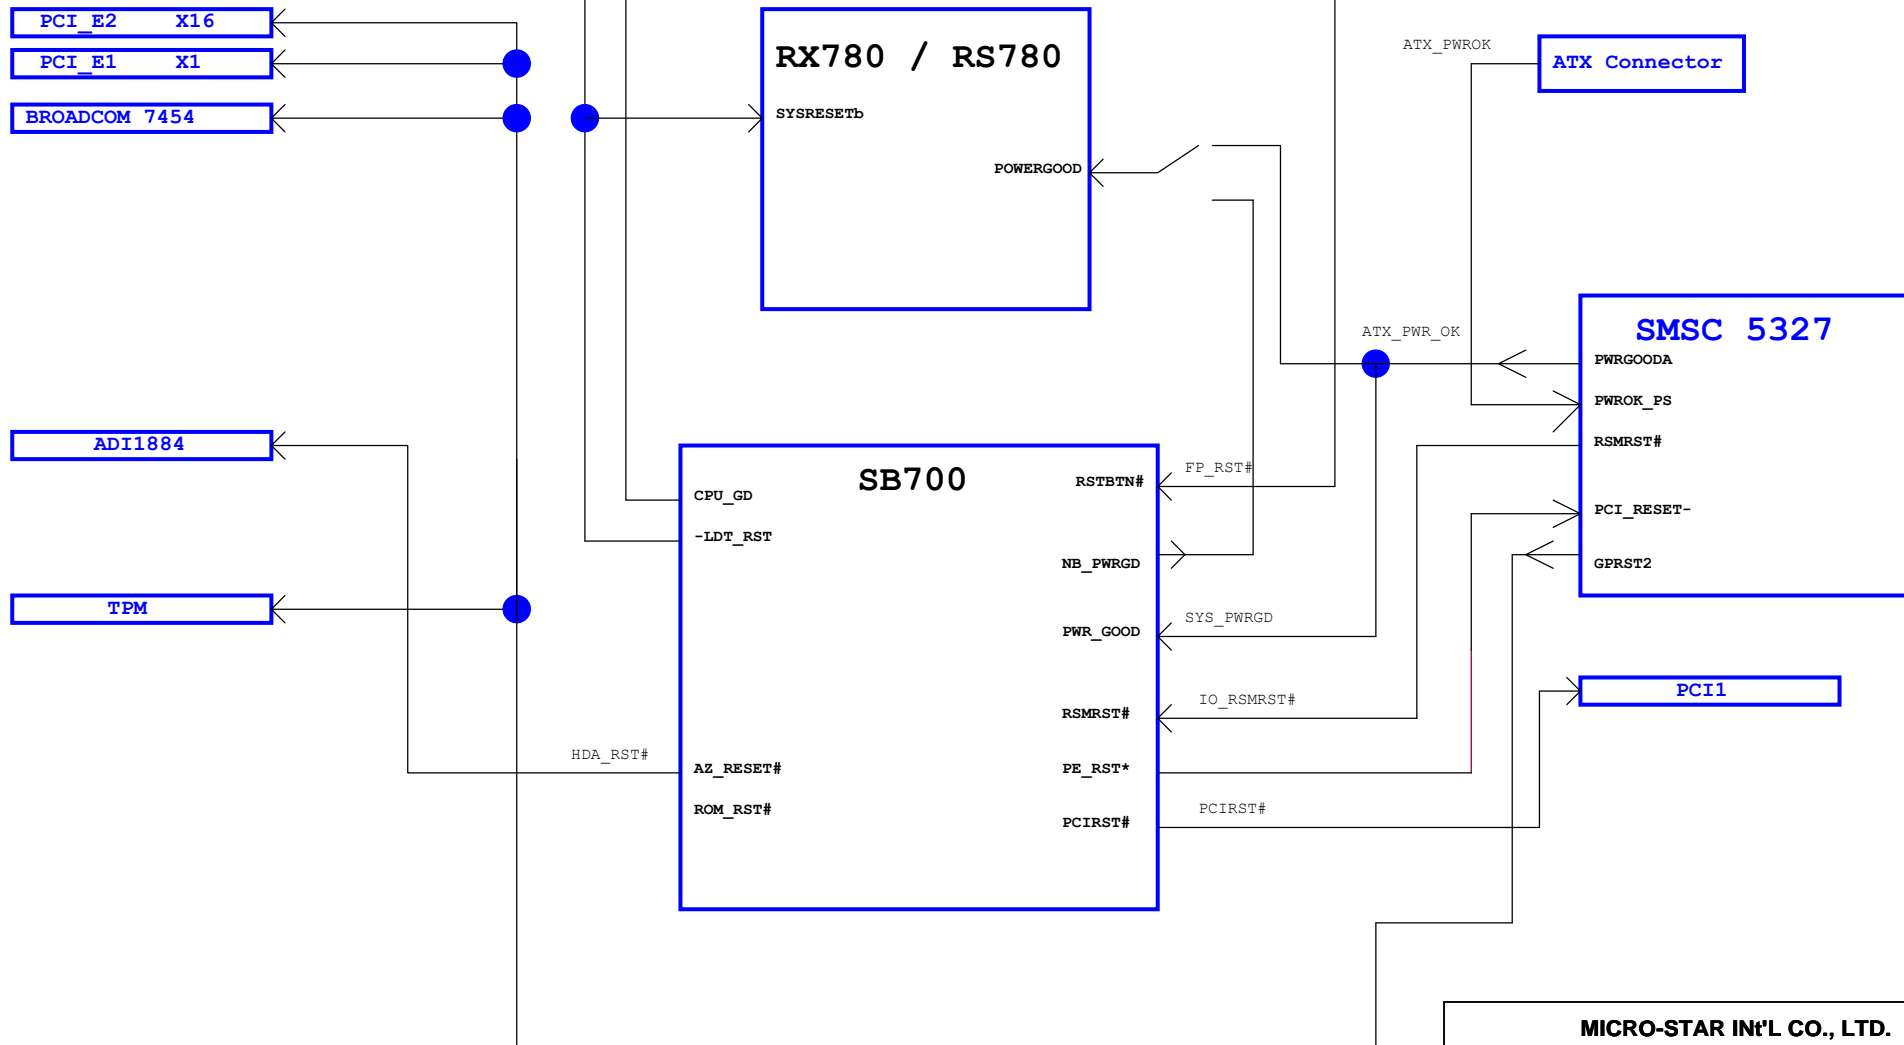 PCI_E2 X16
PCI_E1 X1
BROADCOM 7454
RX780 / RS780
SYSRESETb
POWERGOOD
ATX_PWROK
ATX Connector
ATX_PWR_OK
SMSC 5327
PWRGOODA
PWROK_PS
RSMRST#
PCI_RESET-
GPRST2
ADI1884
TPM
SB700
CPU_GD
-LDT_RST
RSTBTN#
FP_RST#
NB_PWRGD
PWR_GOOD
SYS_PWRGD
RSMRST#
IO_RSMRST#
HDA_RST#
AZ_RESET#
ROM_RST#
PE_RST*
PCIRST#
PCIRST#
PCI1
MICRO-STAR INt'L CO., LTD.